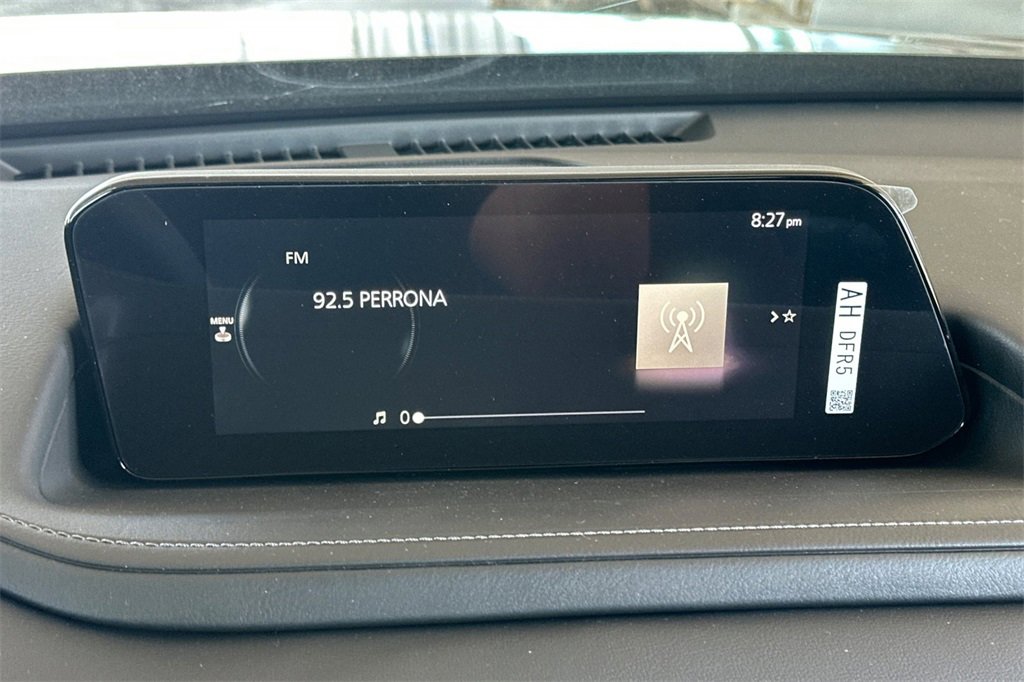 8:27pm
FM
92.5 PERRONA
MENU
0
AH DFR5